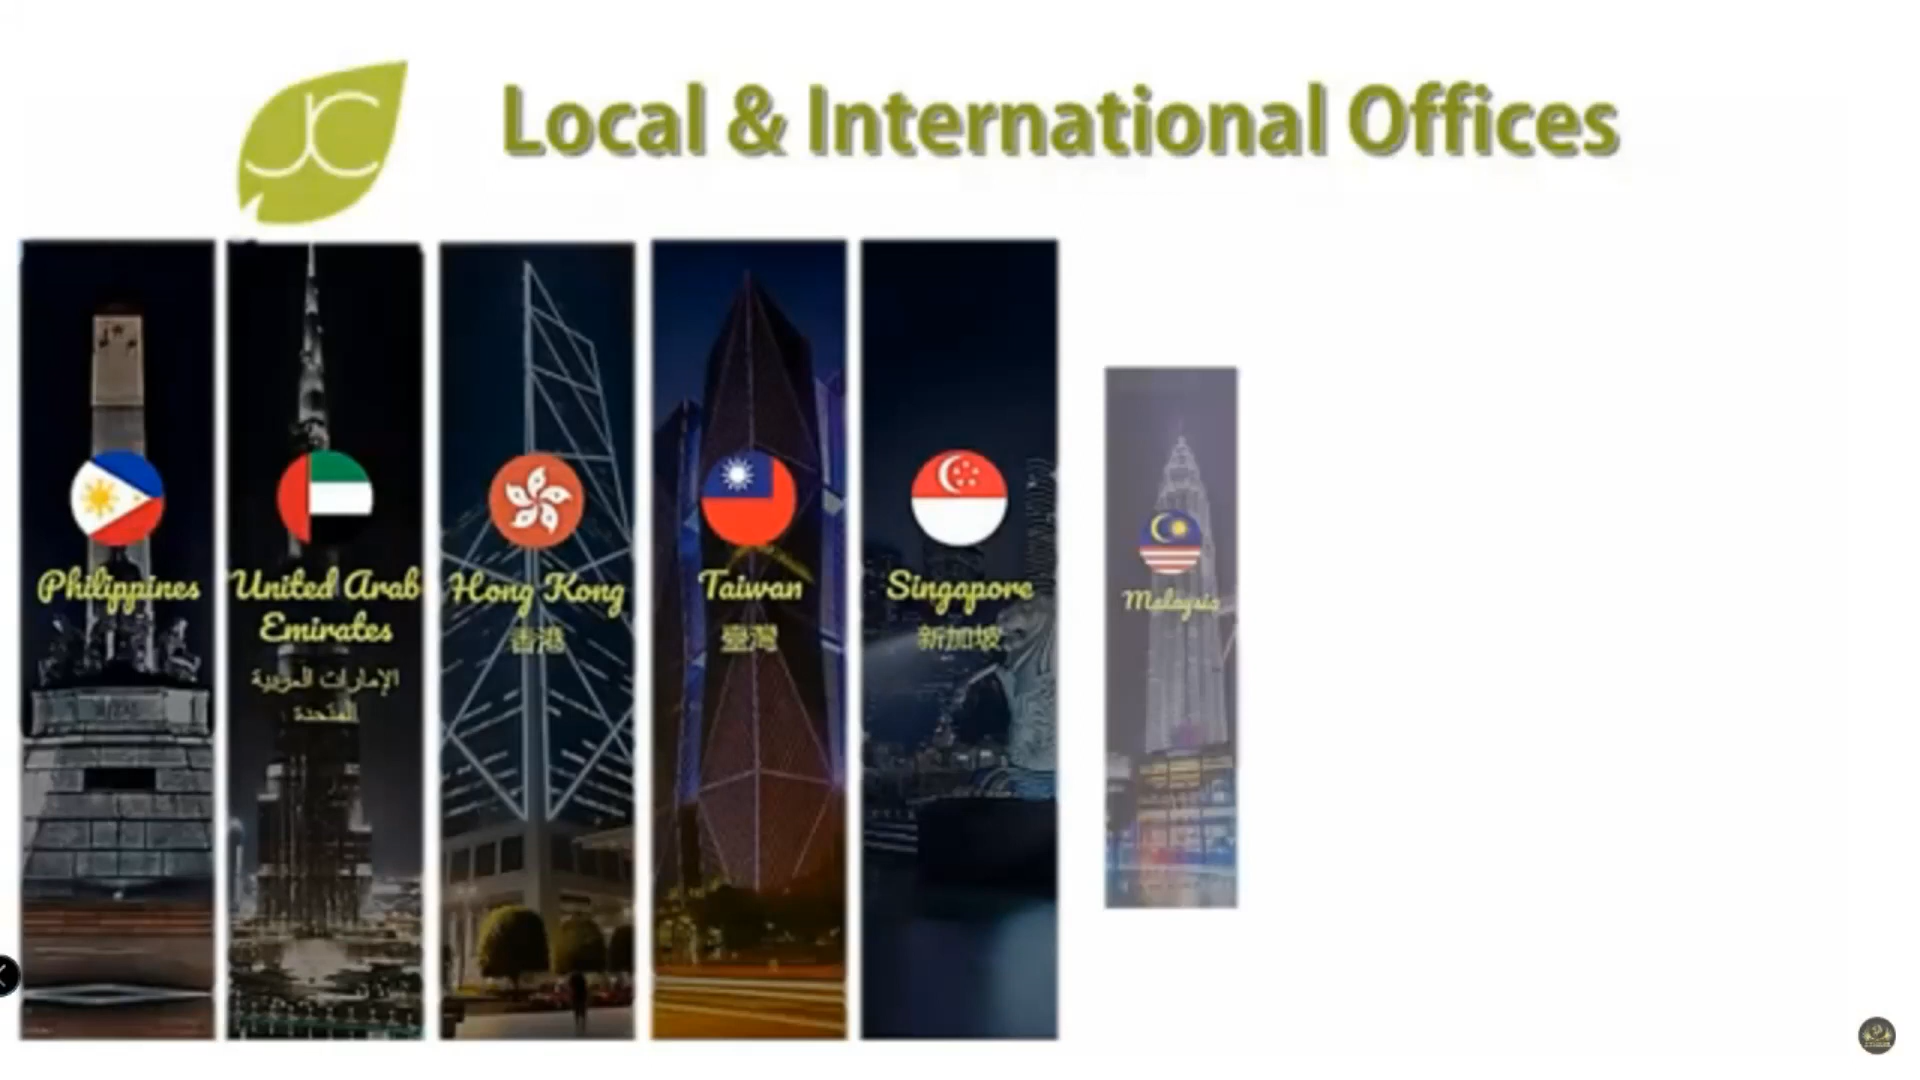 JC
Local & International Offices
Philippines
United Arab
Emirates
الإمارات العربية
المتحدة
Hong Kong
香港
Taiwan
臺灣
Singapore
新加坡
Malaysia